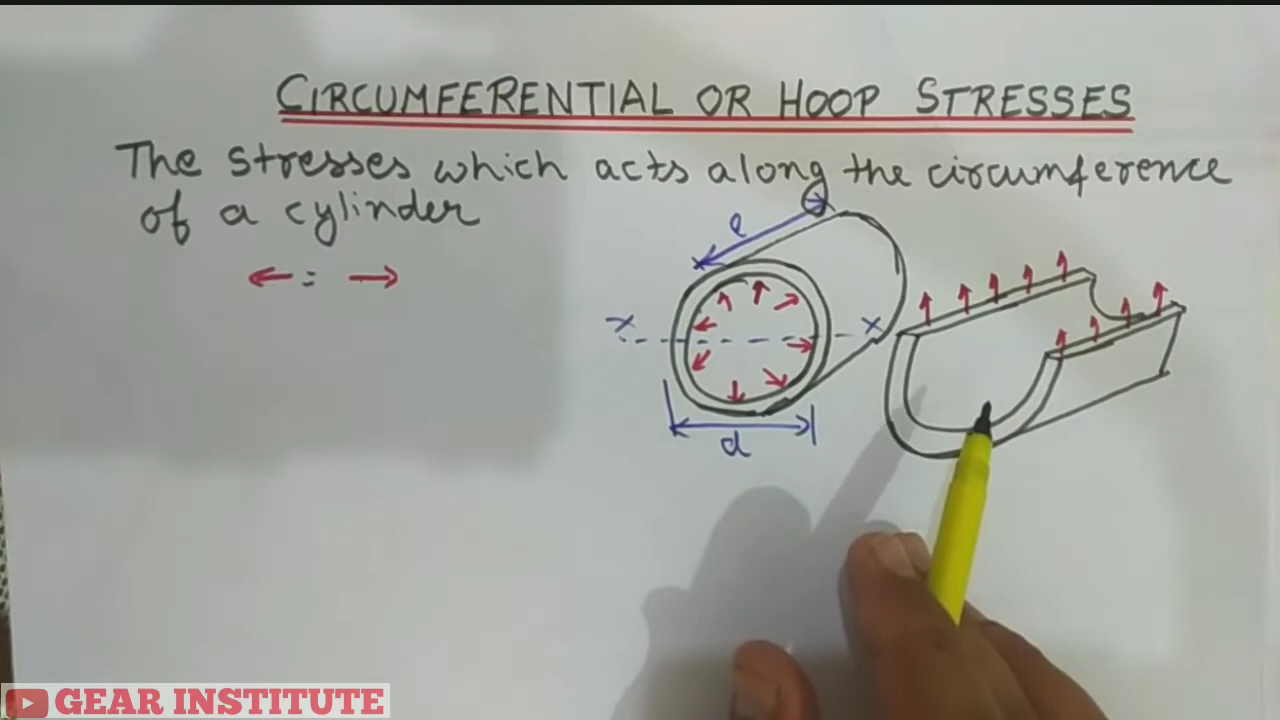 CIRCUMFERENTIAL OR HOOP STRESSES
The stresses which acts along the circumference
of a cylinder
← = →
l
x
x
d
GEAR INSTITUTE